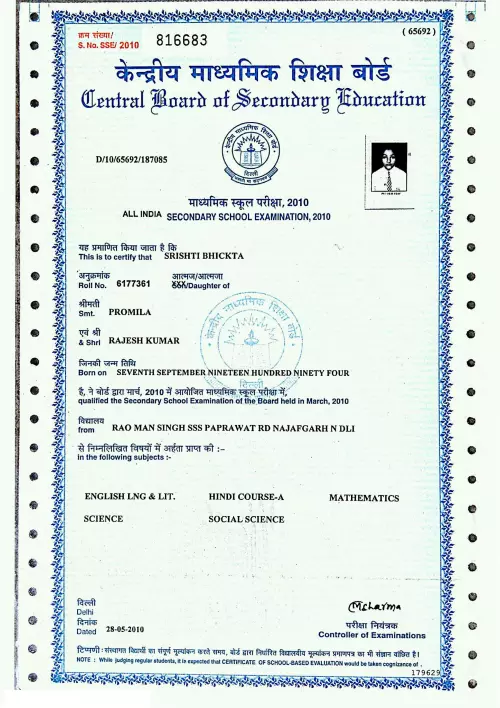 क्रम संख्या/ ( 65692 )
S. No. SSE/ 2010 816683
केन्द्रीय माध्यमिक शिक्षा बोर्ड
Central Board of Secondary Education
D/10/65692/187085
माध्यमिक स्कूल परीक्षा, 2010
ALL INDIA SECONDARY SCHOOL EXAMINATION, 2010
यह प्रमाणित किया जाता है कि
This is to certify that SRISHTI BHICKTA
अनुक्रमांक आत्मज/आत्मजा
Roll No. 6177361 /Daughter of
श्रीमती
Smt. PROMILA
एवं श्री
& Shri RAJESH KUMAR
जिनकी जन्म तिथि
Born on SEVENTH SEPTEMBER NINETEEN HUNDRED NINETY FOUR
है, ने बोर्ड द्वारा मार्च, 2010 में आयोजित माध्यमिक स्कूल परीक्षा में,
qualified the Secondary School Examination of the Board held in March, 2010
विद्यालय
from RAO MAN SINGH SSS PAPRAWAT RD NAJAFGARH N DLI
से निम्नलिखित विषयों में अर्हता प्राप्त की :–
in the following subjects :-
ENGLISH LNG & LIT. HINDI COURSE-A MATHEMATICS
SCIENCE SOCIAL SCIENCE
दिल्ली
Delhi
दिनांक
Dated 28-05-2010
MSharma
परीक्षा नियंत्रक
Controller of Examinations
टिप्पणी : संस्थागत विद्यार्थी का संपूर्ण मूल्यांकन करते समय, बोर्ड द्वारा निर्धारित विद्यालयीय मूल्यांकन प्रमाणपत्र का भी संज्ञान वांछित है।
NOTE : While judging regular students, it is expected that CERTIFICATE OF SCHOOL-BASED EVALUATION would be taken cognizance of .
179629